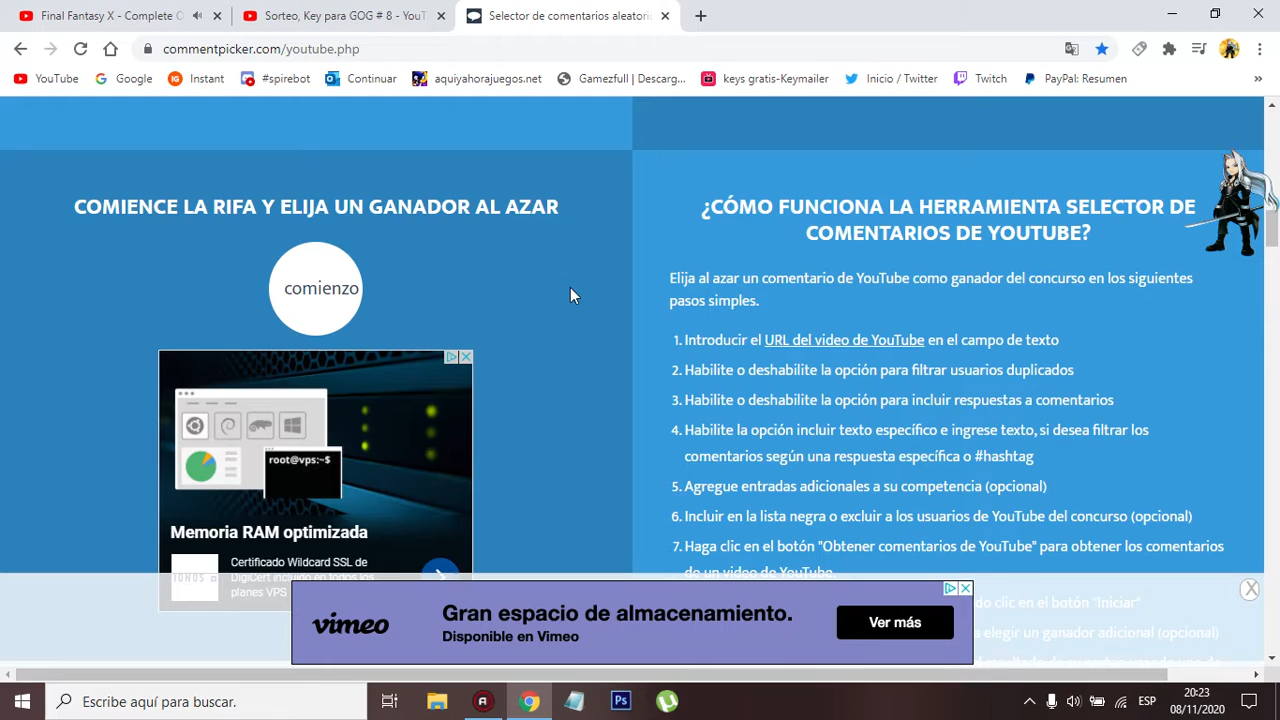 Final Fantasy X - Complete O
Sorteo, Key para GOG # 8 - YouT
Selector de comentarios aleatori
commentpicker.com/youtube.php
YouTube
Google
Instant
#spirebot
Continuar
aquiyahorajuegos.net
Gamezfull | Descarg...
keys gratis-Keymailer
Inicio / Twitter
Twitch
PayPal: Resumen
»
COMIENCE LA RIFA Y ELIJA UN GANADOR AL AZAR
comienzo
Memoria RAM optimizada
root@vps:~$
Certificado Wildcard SSL de
DigiCert incluido en todos los
planes VPS
IONOS
¿CÓMO FUNCIONA LA HERRAMIENTA SELECTOR DE
COMENTARIOS DE YOUTUBE?
Elija al azar un comentario de YouTube como ganador del concurso en los siguientes
pasos simples.
1. Introducir el URL del video de YouTube en el campo de texto
2. Habilite o deshabilite la opción para filtrar usuarios duplicados
3. Habilite o deshabilite la opción para incluir respuestas a comentarios
4. Habilite la opción incluir texto específico e ingrese texto, si desea filtrar los
comentarios según una respuesta específica o #hashtag
5. Agregue entradas adicionales a su competencia (opcional)
6. Incluir en la lista negra o excluir a los usuarios de YouTube del concurso (opcional)
7. Haga clic en el botón "Obtener comentarios de YouTube" para obtener los comentarios
de un video de YouTube.
do clic en el botón "Iniciar"
a elegir un ganador adicional (opcional)
vimeo
Gran espacio de almacenamiento.
Disponible en Vimeo
Ver más
X
Escribe aquí para buscar.
Ps
ESP
20:23
08/11/2020